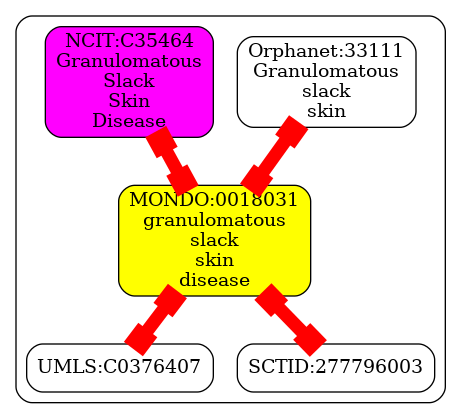 NCIT:C35464
Granulomatous
Slack
Skin
Disease
Orphanet:33111
Granulomatous
slack
skin
MONDO:0018031
granulomatous
slack
skin
disease
UMLS:C0376407
SCTID:277796003